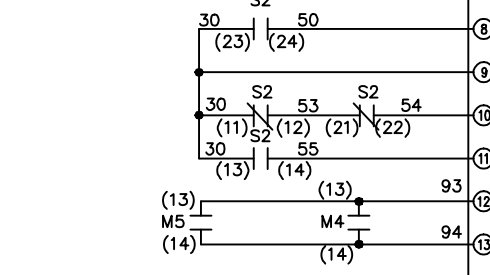 S2
30 50 8
(23) (24)
9
S2 S2
30 53 54 10
(11) (12) (21) (22)
S2
30 55 11
(13) (14)
(13) (13) 93 12
M5 M4
(14) (14) 94 13